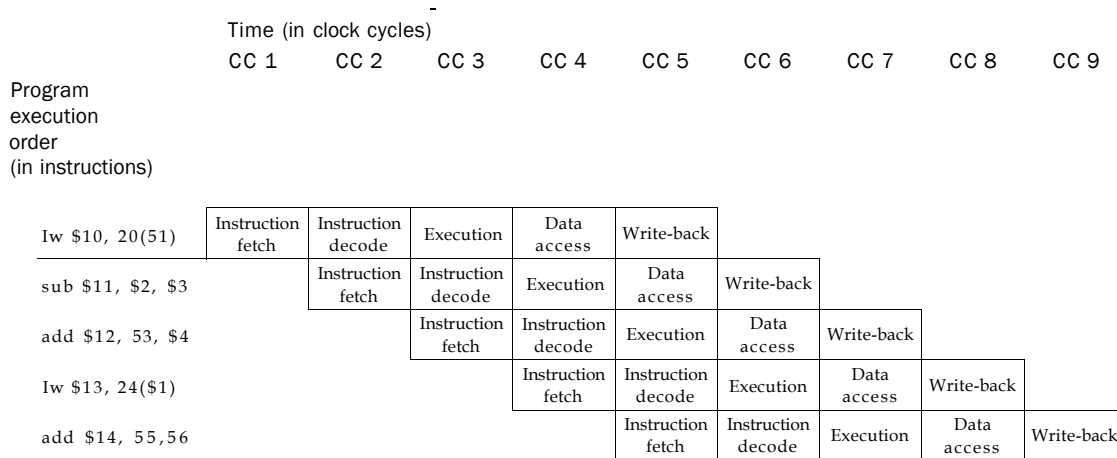 Time (in clock cycles)
CC 1 CC 2 CC 3 CC 4 CC 5 CC 6 CC 7 CC 8 CC 9
Program
execution
order
(in instructions)
Iw $10, 20(51) Instruction fetch Instruction decode Execution Data access Write-back
sub $11, $2, $3 Instruction fetch Instruction decode Execution Data access Write-back
add $12, 53, $4 Instruction fetch Instruction decode Execution Data access Write-back
Iw $13, 24($1) Instruction fetch Instruction decode Execution Data access Write-back
add $14, 55,56 Instruction fetch Instruction decode Execution Data access Write-back